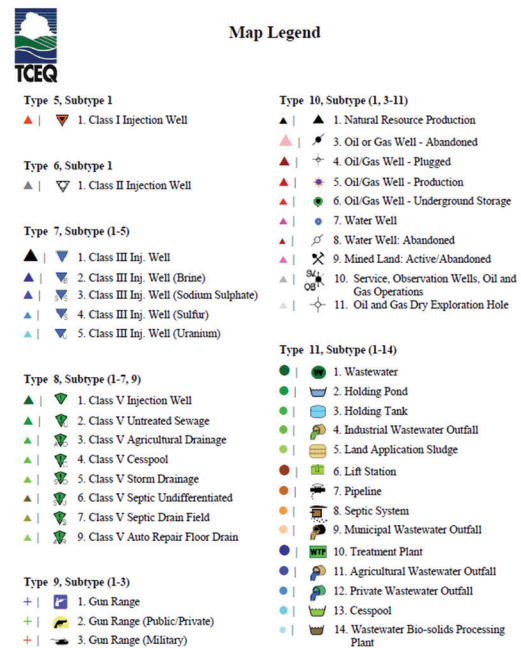 TCEQ
Map Legend
Type 5, Subtype 1
1. Class I Injection Well
Type 6, Subtype 1
1. Class II Injection Well
Type 7, Subtype (1-5)
1. Class III Inj. Well
2. Class III Inj. Well (Brine)
3. Class III Inj. Well (Sodium Sulphate)
4. Class III Inj. Well (Sulfur)
5. Class III Inj. Well (Uranium)
Type 8, Subtype (1-7, 9)
1. Class V Injection Well
2. Class V Untreated Sewage
3. Class V Agricultural Drainage
4. Class V Cesspool
5. Class V Storm Drainage
6. Class V Septic Undifferentiated
7. Class V Septic Drain Field
9. Class V Auto Repair Floor Drain
Type 9, Subtype (1-3)
1. Gun Range
2. Gun Range (Public/Private)
3. Gun Range (Military)
Type 10, Subtype (1, 3-11)
1. Natural Resource Production
3. Oil or Gas Well - Abandoned
4. Oil/Gas Well - Plugged
5. Oil/Gas Well - Production
6. Oil/Gas Well - Underground Storage
7. Water Well
8. Water Well: Abandoned
9. Mined Land: Active/Abandoned
SV
OB
10. Service, Observation Wells, Oil and
Gas Operations
11. Oil and Gas Dry Exploration Hole
Type 11, Subtype (1-14)
W 1. Wastewater
2. Holding Pond
3. Holding Tank
4. Industrial Wastewater Outfall
5. Land Application Sludge
6. Lift Station
7. Pipeline
8. Septic System
9. Municipal Wastewater Outfall
WTP 10. Treatment Plant
11. Agricultural Wastewater Outfall
12. Private Wastewater Outfall
13. Cesspool
14. Wastewater Bio-solids Processing
Plant